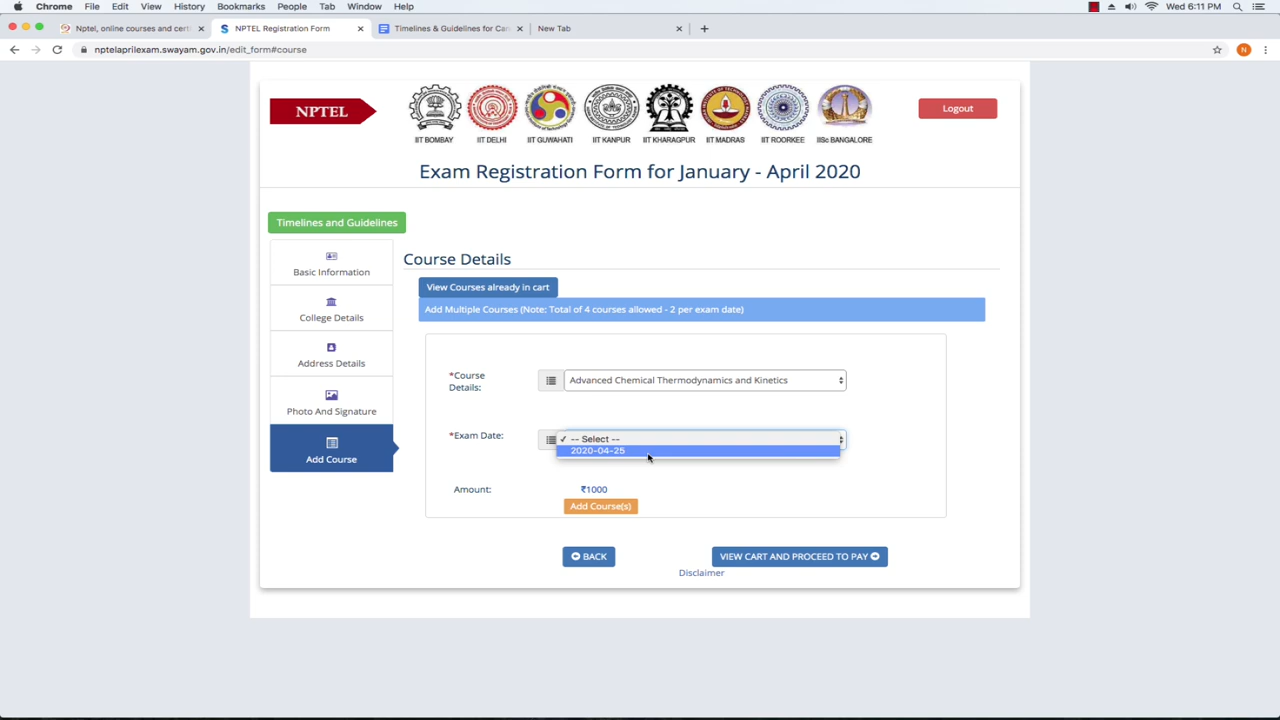 Chrome File Edit View History Bookmarks People Tab Window Help Wed 6:11 PM
Nptel, online courses and certi NPTEL Registration Form Timelines & Guidelines for Can New Tab
nptelaprilexam.swayam.gov.in/edit_form#course N
NPTEL
IIT BOMBAY IIT DELHI IIT GUWAHATI IIT KANPUR IIT KHARAGPUR IIT MADRAS IIT ROORKEE IISc BANGALORE
Logout
Exam Registration Form for January - April 2020
Timelines and Guidelines
Basic Information
College Details
Address Details
Photo And Signature
Add Course
Course Details
View Courses already in cart
Add Multiple Courses (Note: Total of 4 courses allowed - 2 per exam date)
*Course
Details:
Advanced Chemical Thermodynamics and Kinetics
*Exam Date:
✓ -- Select --
2020-04-25
Amount: ₹1000
Add Course(s)
BACK VIEW CART AND PROCEED TO PAY
Disclaimer